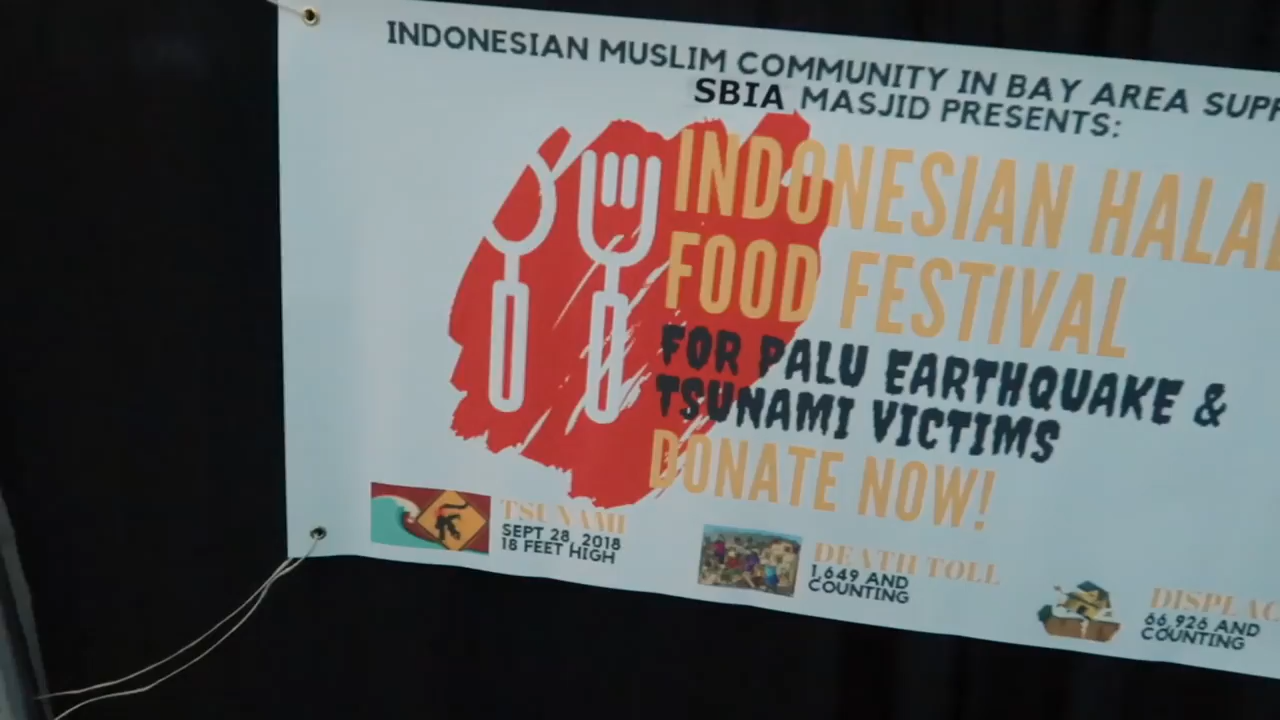 INDONESIAN MUSLIM COMMUNITY IN BAY AREA
SBIA MASJID PRESENTS:
INDONESIAN HALAL
FOOD FESTIVAL
FOR PALU EARTHQUAKE &
TSUNAMI VICTIMS
DONATE NOW!
TSUNAMI
SEPT 28, 2018
18 FEET HIGH
DEATH TOLL
1,649 AND
COUNTING
66,926 AND
COUNTING